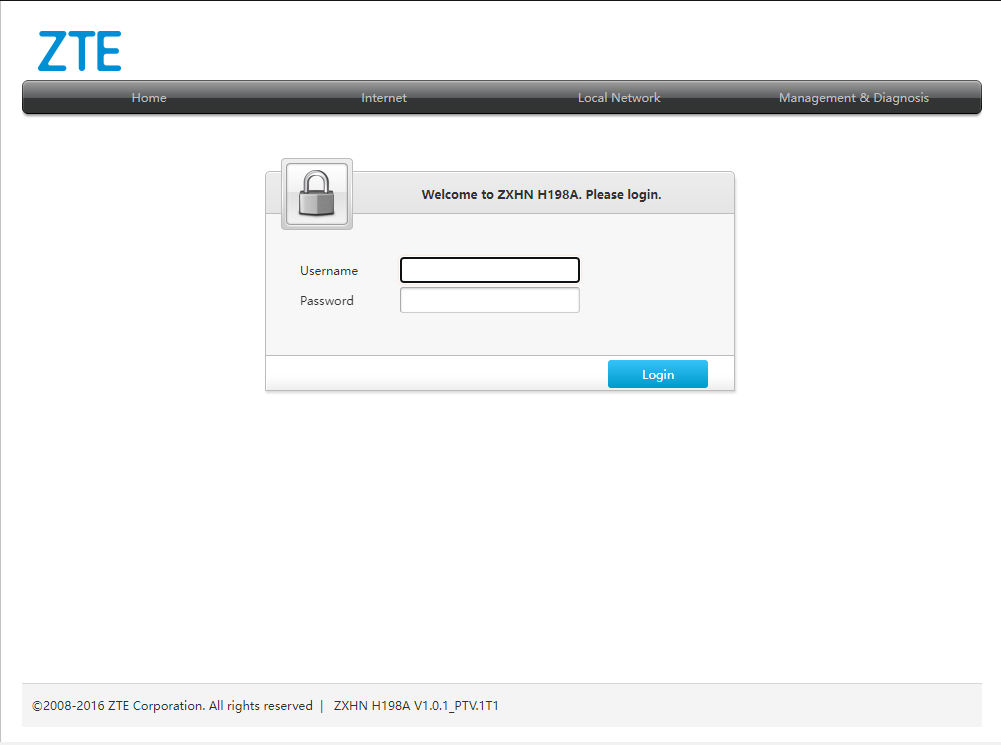 ZTE
Home Internet Local Network Management & Diagnosis
Welcome to ZXHN H198A. Please login.
Username
Password
Login
©2008-2016 ZTE Corporation. All rights reserved | ZXHN H198A V1.0.1_PTV.1T1